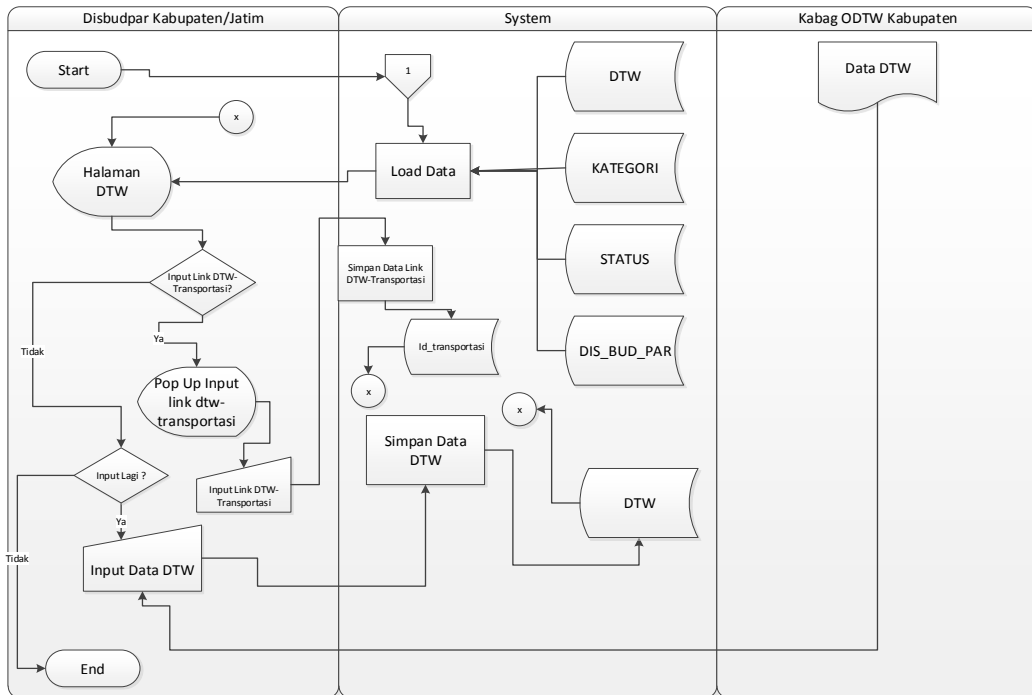 Disbudpar Kabupaten/Jatim
System
Kabag ODTW Kabupaten
Start
1
DTW
Data DTW
x
Halaman
DTW
Load Data
KATEGORI
Input Link DTW-
Transportasi?
Simpan Data Link
DTW-Transportasi
STATUS
Ya
Tidak
Id_transportasi
DIS_BUD_PAR
Pop Up Input
link dtw-
transportasi
x
x
Simpan Data
DTW
Input Lagi ?
Input Link DTW-
Transportasi
DTW
Ya
Tidak
Input Data DTW
End